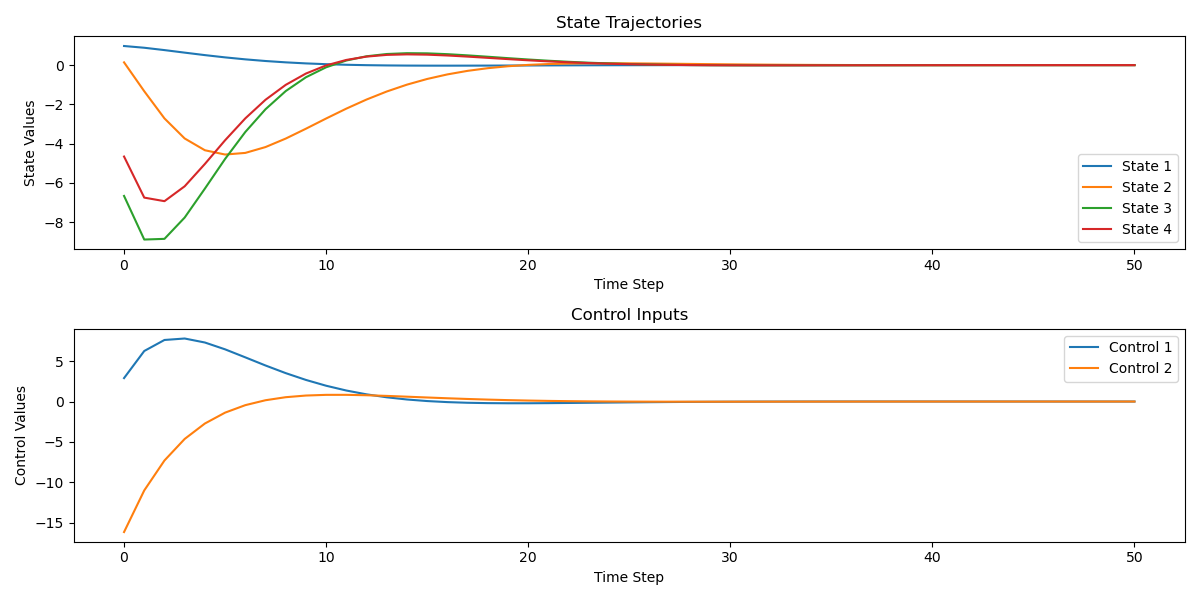 State Trajectories
State Values
0
−2
−4
−6
−8
State 1
State 2
State 3
State 4
0 10 20 30 40 50
Time Step
Control Inputs
Control Values
5
0
−5
−10
−15
Control 1
Control 2
0 10 20 30 40 50
Time Step